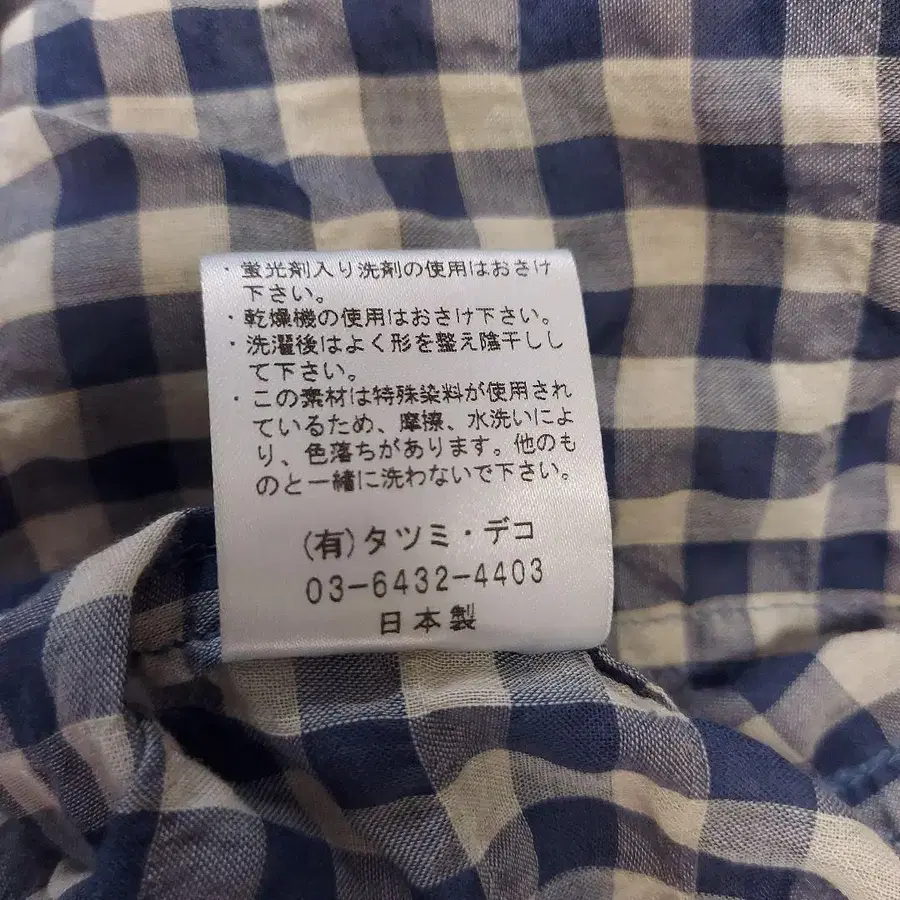 ・蛍光剤入り洗剤の使用はおさけ
下さい。
・乾燥機の使用はおさけ下さい。
・洗濯後はよく形を整え陰干しし
て下さい。
・この素材は特殊染料が使用され
ているため、摩擦、水洗いによ
り、色落ちがあります。他のも
のと一緒に洗わないで下さい。
(有)タツミ・デコ
03-6432-4403
日本製